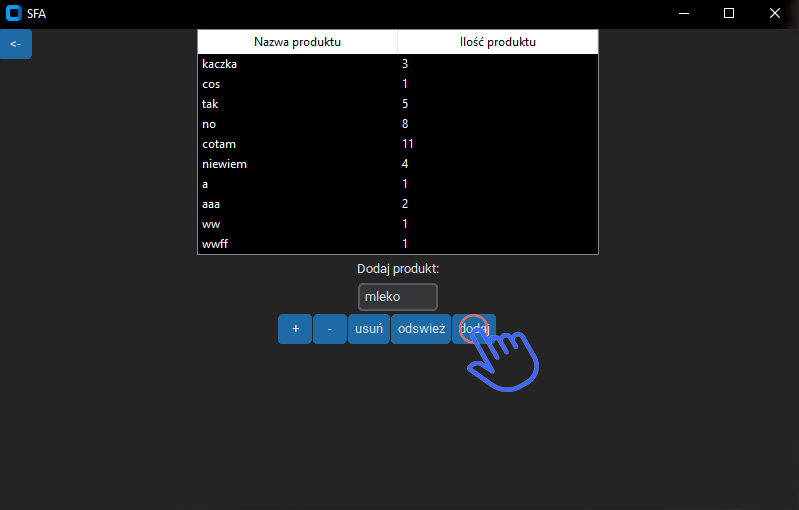 SFA
<-
Nazwa produktu Ilość produktu
kaczka 3
cos 1
tak 5
no 8
cotam 11
niewiem 4
a 1
aaa 2
ww 1
wwff 1
Dodaj produkt:
mleko
+ - usuń odswież dodaj